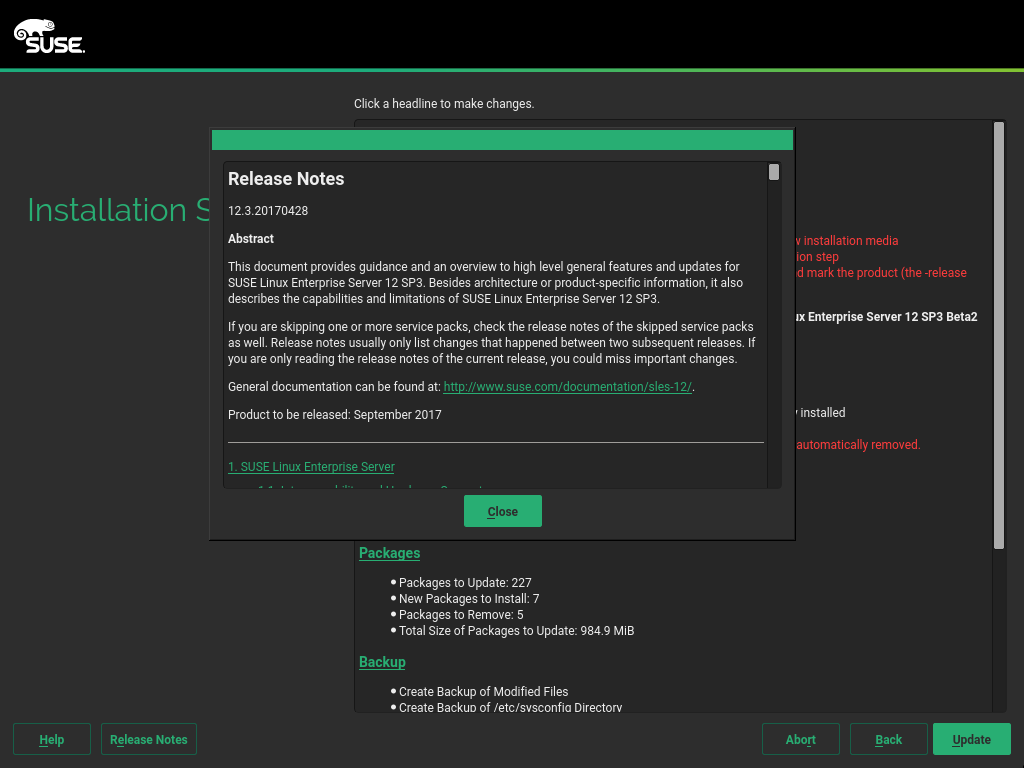 SUSE
Click a headline to make changes.
Installation S
Release Notes
12.3.20170428
Abstract
This document provides guidance and an overview to high level general features and updates for
SUSE Linux Enterprise Server 12 SP3. Besides architecture or product-specific information, it also
describes the capabilities and limitations of SUSE Linux Enterprise Server 12 SP3.
If you are skipping one or more service packs, check the release notes of the skipped service packs
as well. Release notes usually only list changes that happened between two subsequent releases. If
you are only reading the release notes of the current release, you could miss important changes.
General documentation can be found at: http://www.suse.com/documentation/sles-12/.
Product to be released: September 2017
1. SUSE Linux Enterprise Server
Close
installation media
step
mark the product (the -release
Enterprise Server 12 SP3 Beta2
installed
automatically removed.
Packages
Packages to Update: 227
New Packages to Install: 7
Packages to Remove: 5
Total Size of Packages to Update: 984.9 MiB
Backup
Create Backup of Modified Files
Create Backup of /etc/sysconfig Directory
Help
Release Notes
Abort
Back
Update